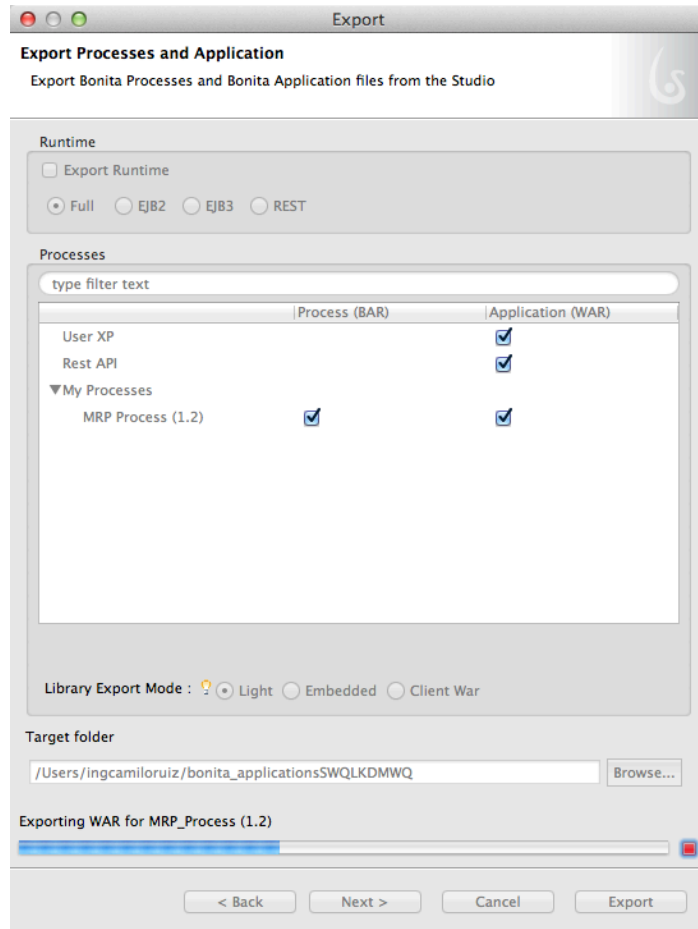 Export
Export Processes and Application
Export Bonita Processes and Bonita Application files from the Studio
Runtime
Export Runtime
Full EJB2 EJB3 REST
Processes
type filter text
Process (BAR) Application (WAR)
User XP
Rest API
My Processes
MRP Process (1.2)
Library Export Mode : Light Embedded Client War
Target folder
/Users/ingcamiloruiz/bonita_applicationsSWQLKDMWQ Browse...
Exporting WAR for MRP_Process (1.2)
< Back Next > Cancel Export